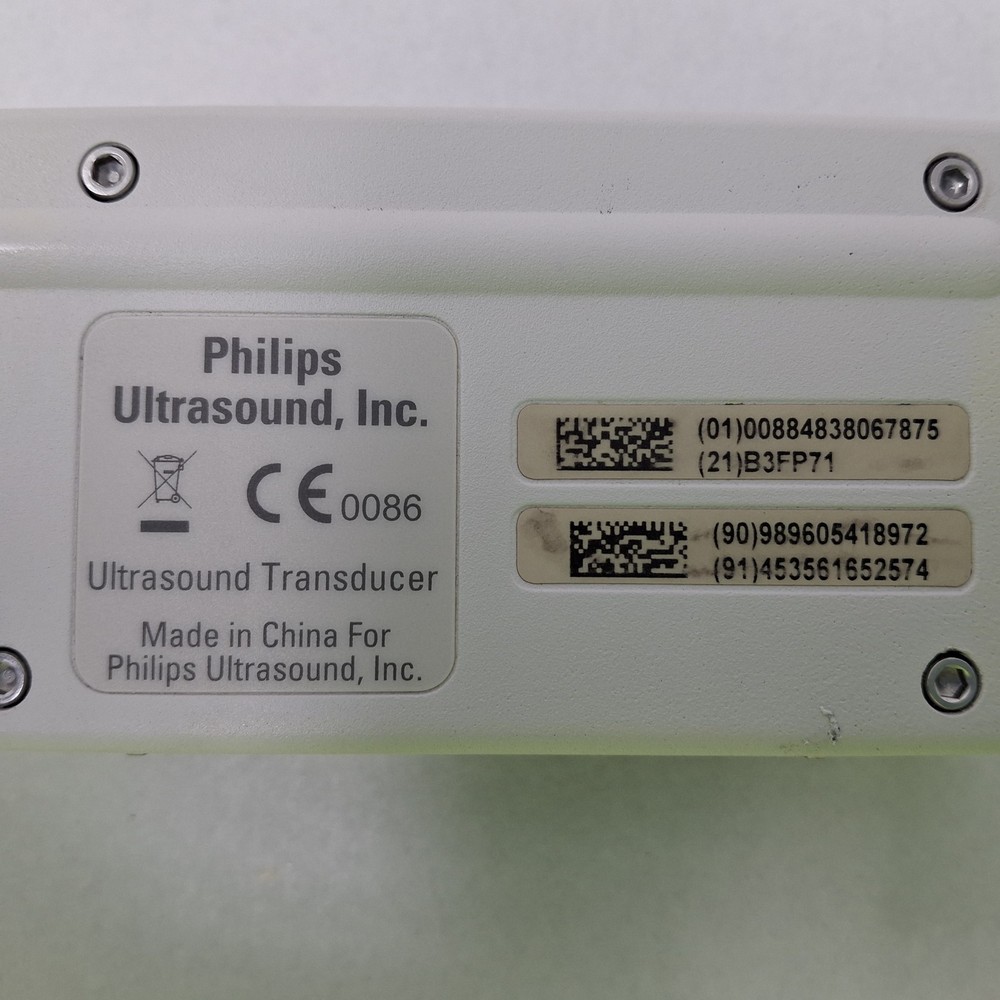 Philips
Ultrasound, Inc.
CE 0086
Ultrasound Transducer
Made in China For
Philips Ultrasound, Inc.
(01)00884838067875
(21)B3FP71
(90)989605418972
(91)453561652574